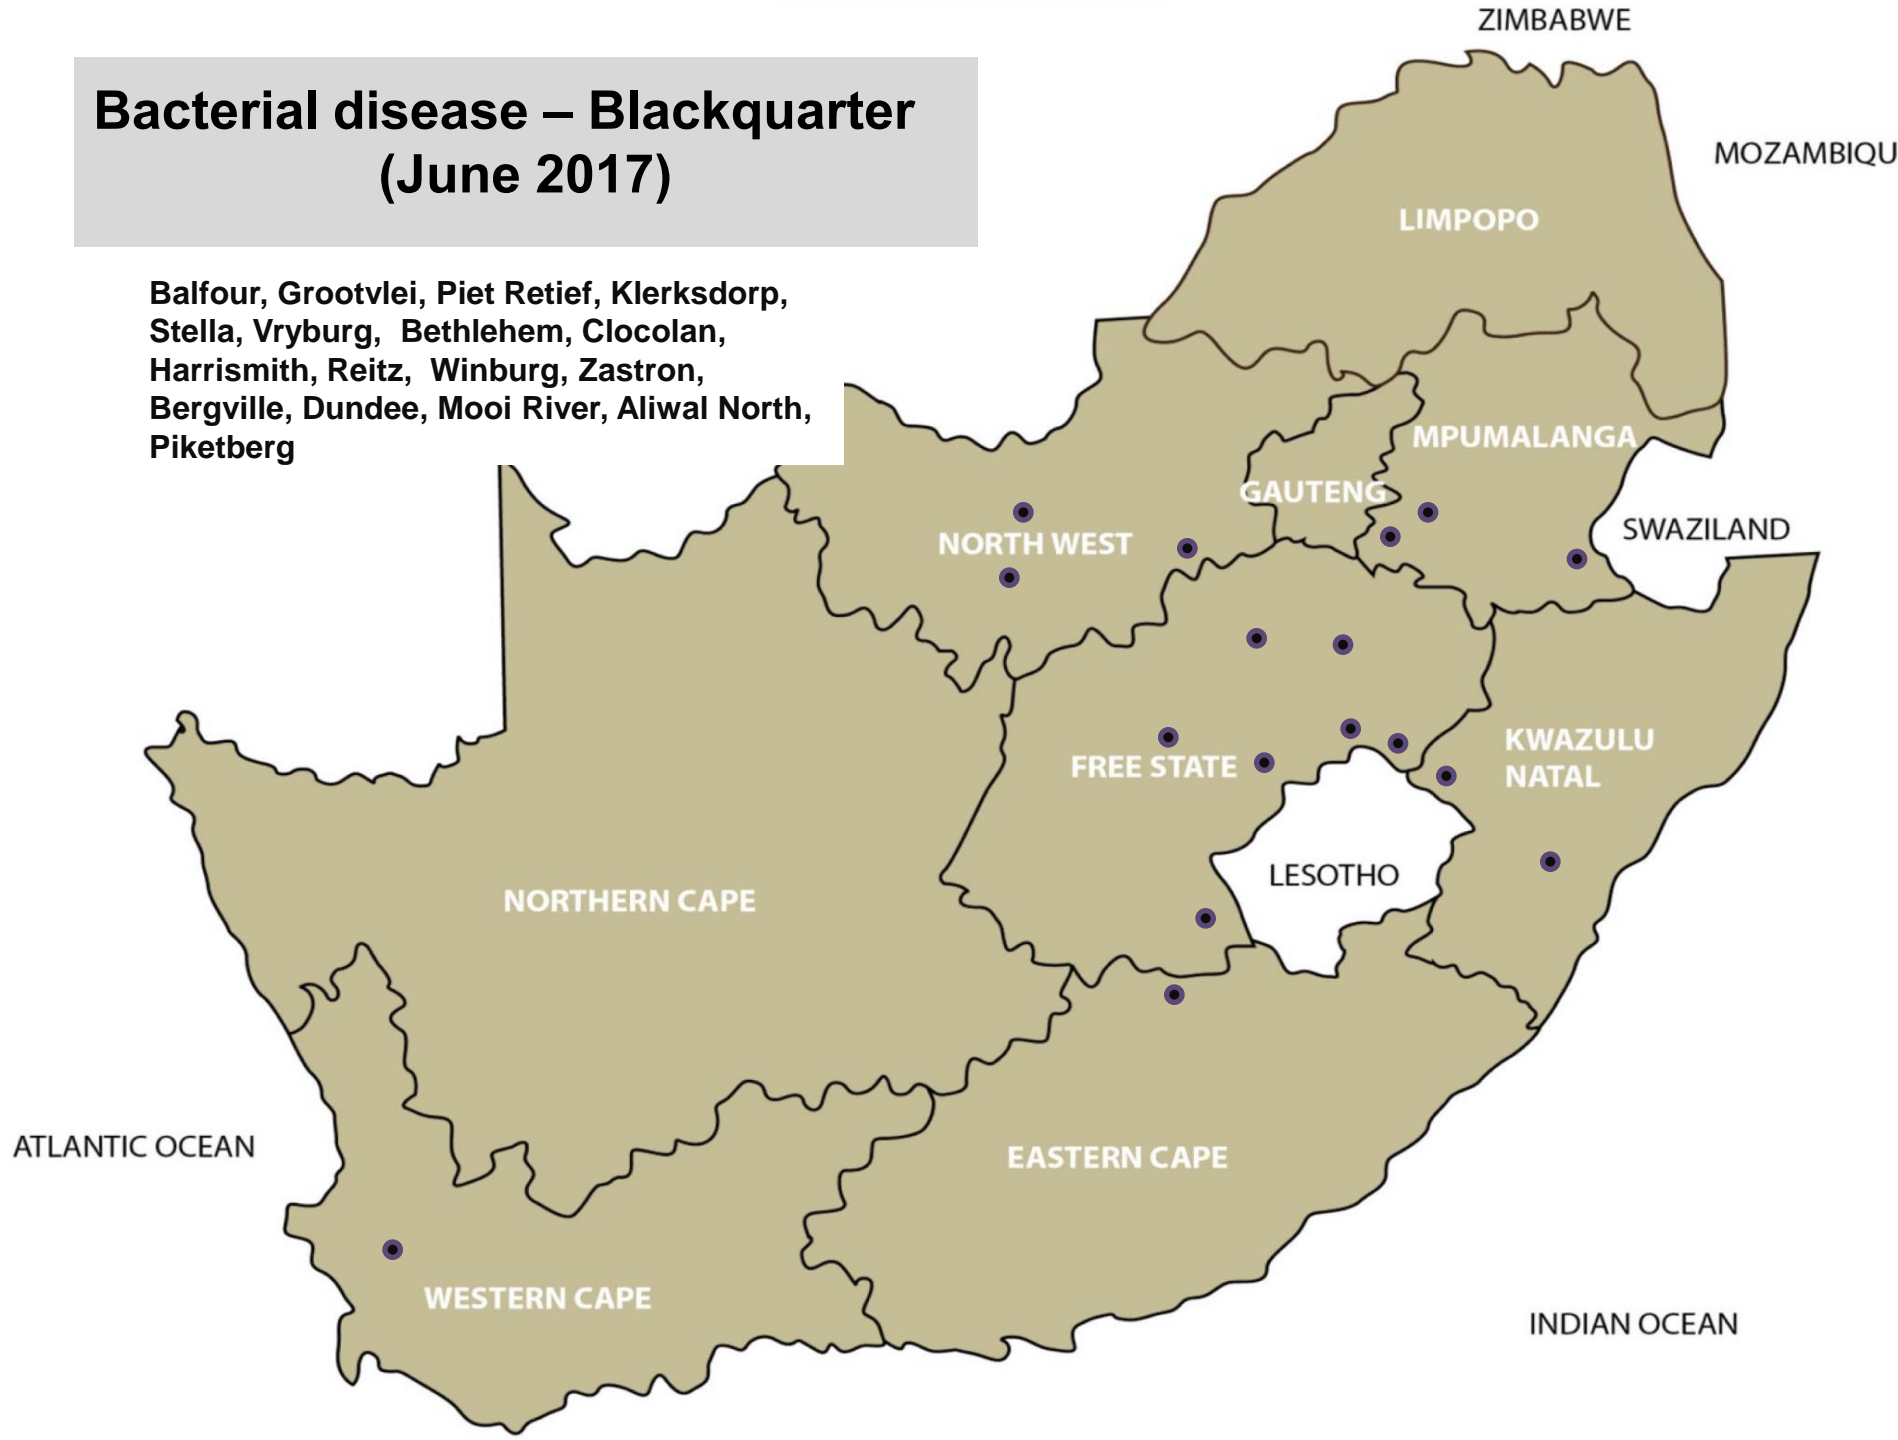 ZIMBABWE
Bacterial disease – Blackquarter
(June 2017)
MOZAMBIQU
LIMPOPO
Balfour, Grootvlei, Piet Retief, Klerksdorp,
Stella, Vryburg, Bethlehem, Clocolan,
Harrismith, Reitz, Winburg, Zastron,
Bergville, Dundee, Mooi River, Aliwal North,
Piketberg
MPUMALANGA
GAUTENG
SWAZILAND
NORTH WEST
KWAZULU
NATAL
FREE STATE
LESOTHO
NORTHERN CAPE
ATLANTIC OCEAN
EASTERN CAPE
WESTERN CAPE
INDIAN OCEAN